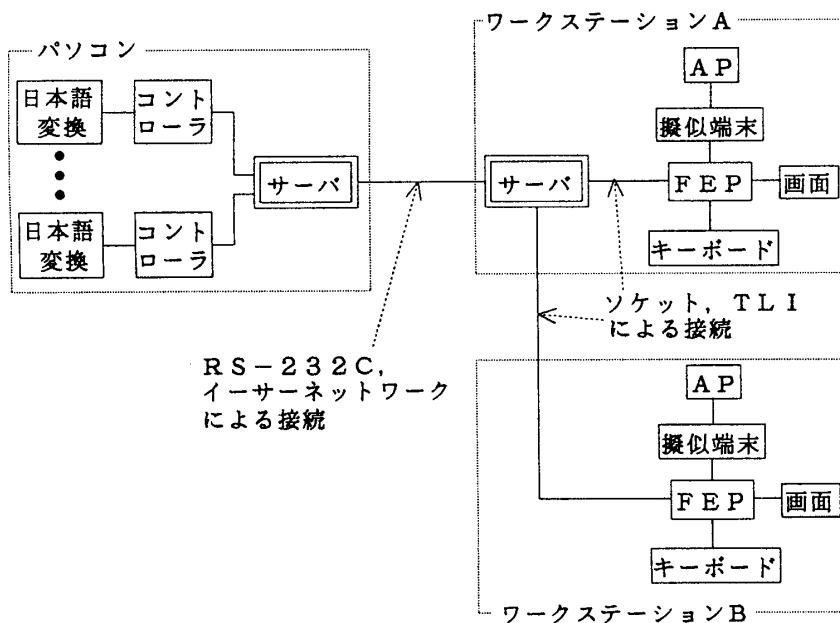 パソコン
日本語
変換
コント
ローラ
サーバ
日本語
変換
コント
ローラ
ワークステーションA
AP
擬似端末
サーバ
FEP
画面
キーボード
ソケット，TLI
による接続
RS-232C，
イーサーネットワーク
による接続
AP
擬似端末
FEP
画面
キーボード
ワークステーションB